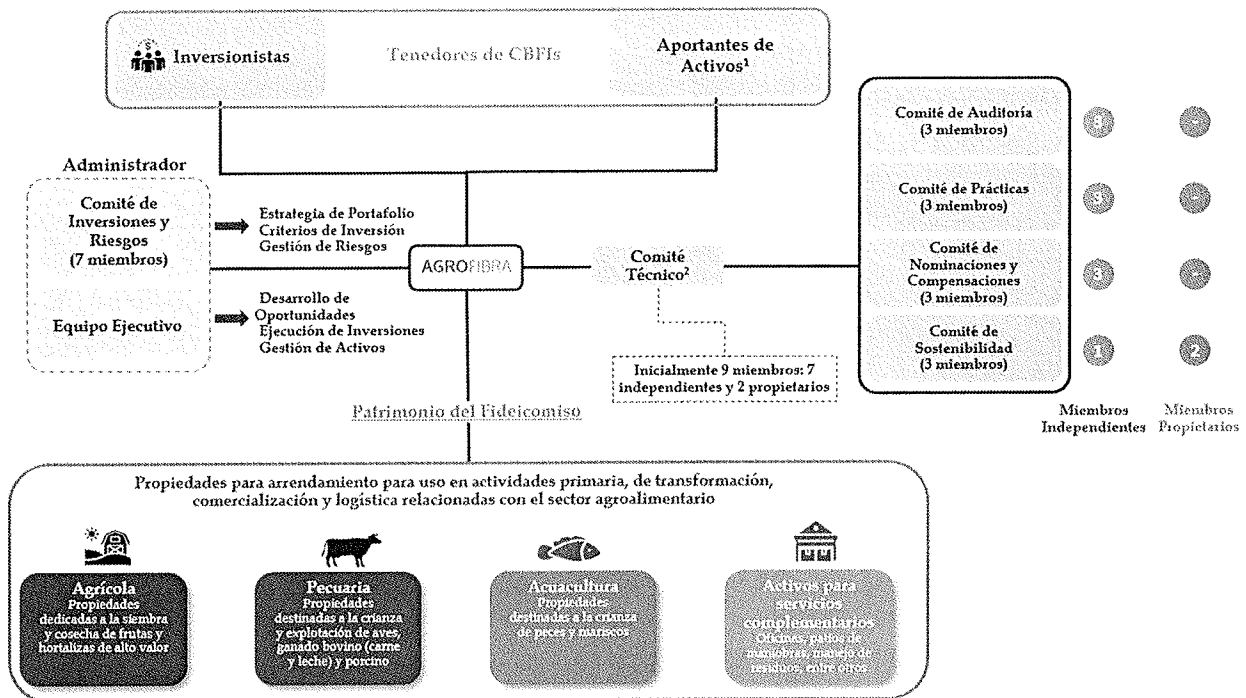 Inversionistas
Tenedores de CBFIs
Aportantes de
Activos¹
Administrador
Comité de
Inversiones y
Riesgos
(7 miembros)
Equipo Ejecutivo
Estrategia de Portafolio
Criterios de Inversión
Gestión de Riesgos
Desarrollo de
Oportunidades
Ejecución de Inversiones
Gestión de Activos
AGROFIBRA
Comité
Técnico²
Inicialmente 9 miembros: 7
independientes y 2 propietarios
Comité de Auditoría
(3 miembros)
3
-
Comité de Prácticas
(3 miembros)
3
-
Comité de
Nominaciones y
Compensaciones
(3 miembros)
3
-
Comité de
Sostenibilidad
(3 miembros)
1
2
Miembros
Independientes
Miembros
Propietarios
Patrimonio del Fideicomiso
Propiedades para arrendamiento para uso en actividades primaria, de transformación,
comercialización y logística relacionadas con el sector agroalimentario
Agrícola
Propiedades
dedicadas a la siembra
y cosecha de frutas y
hortalizas de alto valor
Pecuaria
Propiedades
destinadas a la crianza
y explotación de aves,
ganado bovino (carne
y leche) y porcino
Acuacultura
Propiedades
destinadas a la crianza
de peces y mariscos
Activos para
servicios
complementarios
Oficinas, patios de
maniobras, manejo de
residuos, entre otros